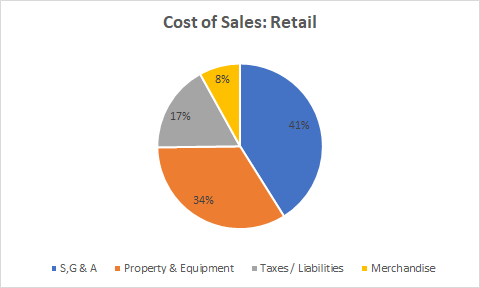 Cost of Sales: Retail
8%
41%
17%
34%
S,G & A Property & Equipment Taxes / Liabilities Merchandise